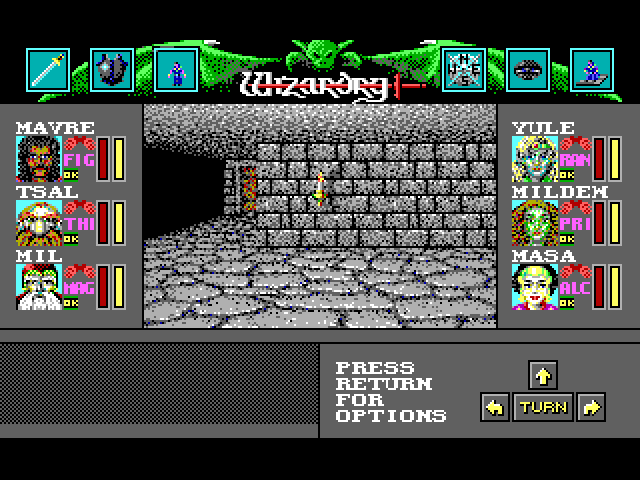 Wizardry
MAVRE
FIG
OK
TSAL
THI
OK
MIL
MAG
OK
YULE
RAN
OK
MILDEW
PRI
OK
MASA
ALC
OK
PRESS
RETURN
FOR
OPTIONS
TURN